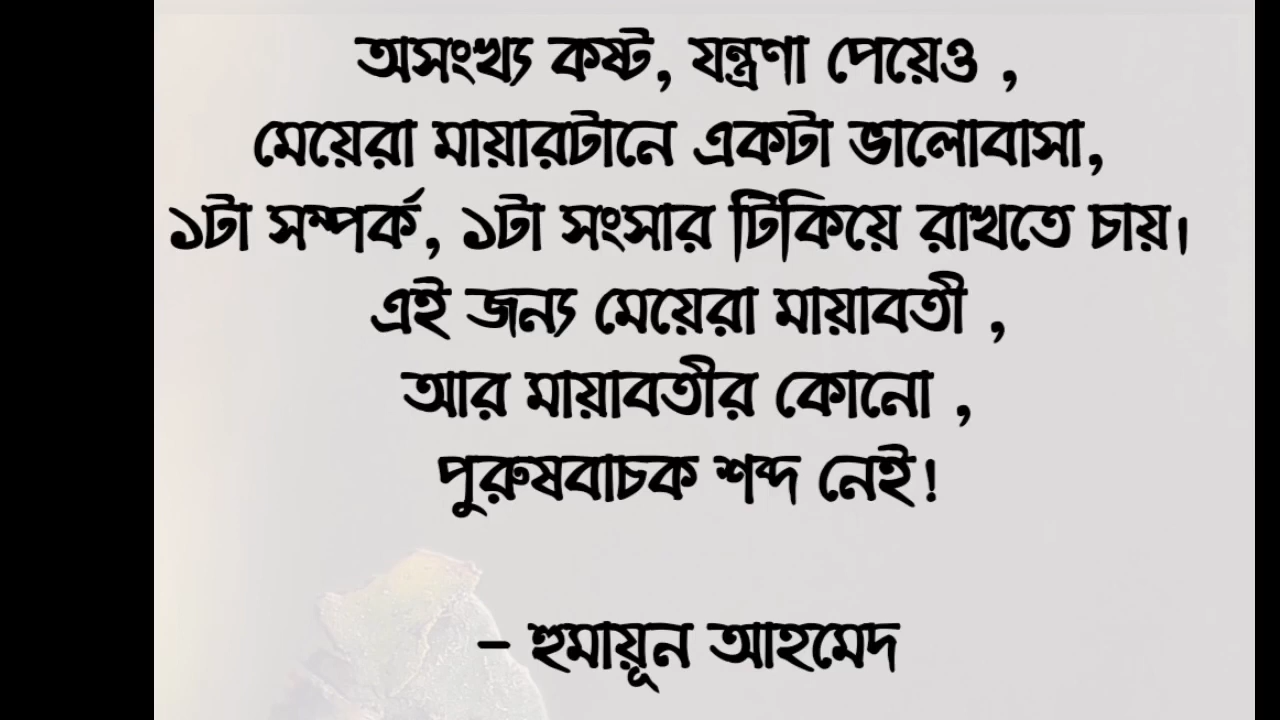 অসংখ্য কষ্ট, যন্ত্রণা পেয়েও ,
মেয়েরা মায়ারটানে একটা ভালোবাসা,
১টা সম্পর্ক, ১টা সংসার টিকিয়ে রাখতে চায়।
এই জন্য মেয়েরা মায়াবতী ,
আর মায়াবতীর কোনো ,
পুরুষবাচক শব্দ নেই!
– হুমায়ূন আহমেদ